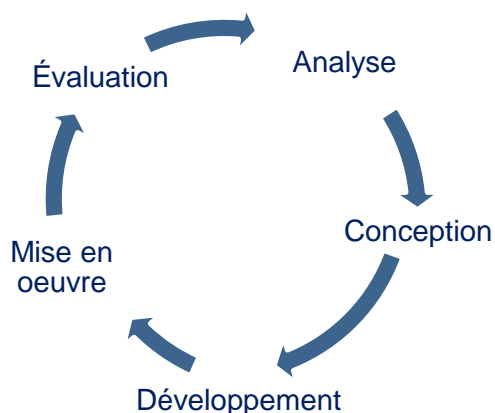 Évaluation
Analyse
Conception
Mise en
oeuvre
Développement